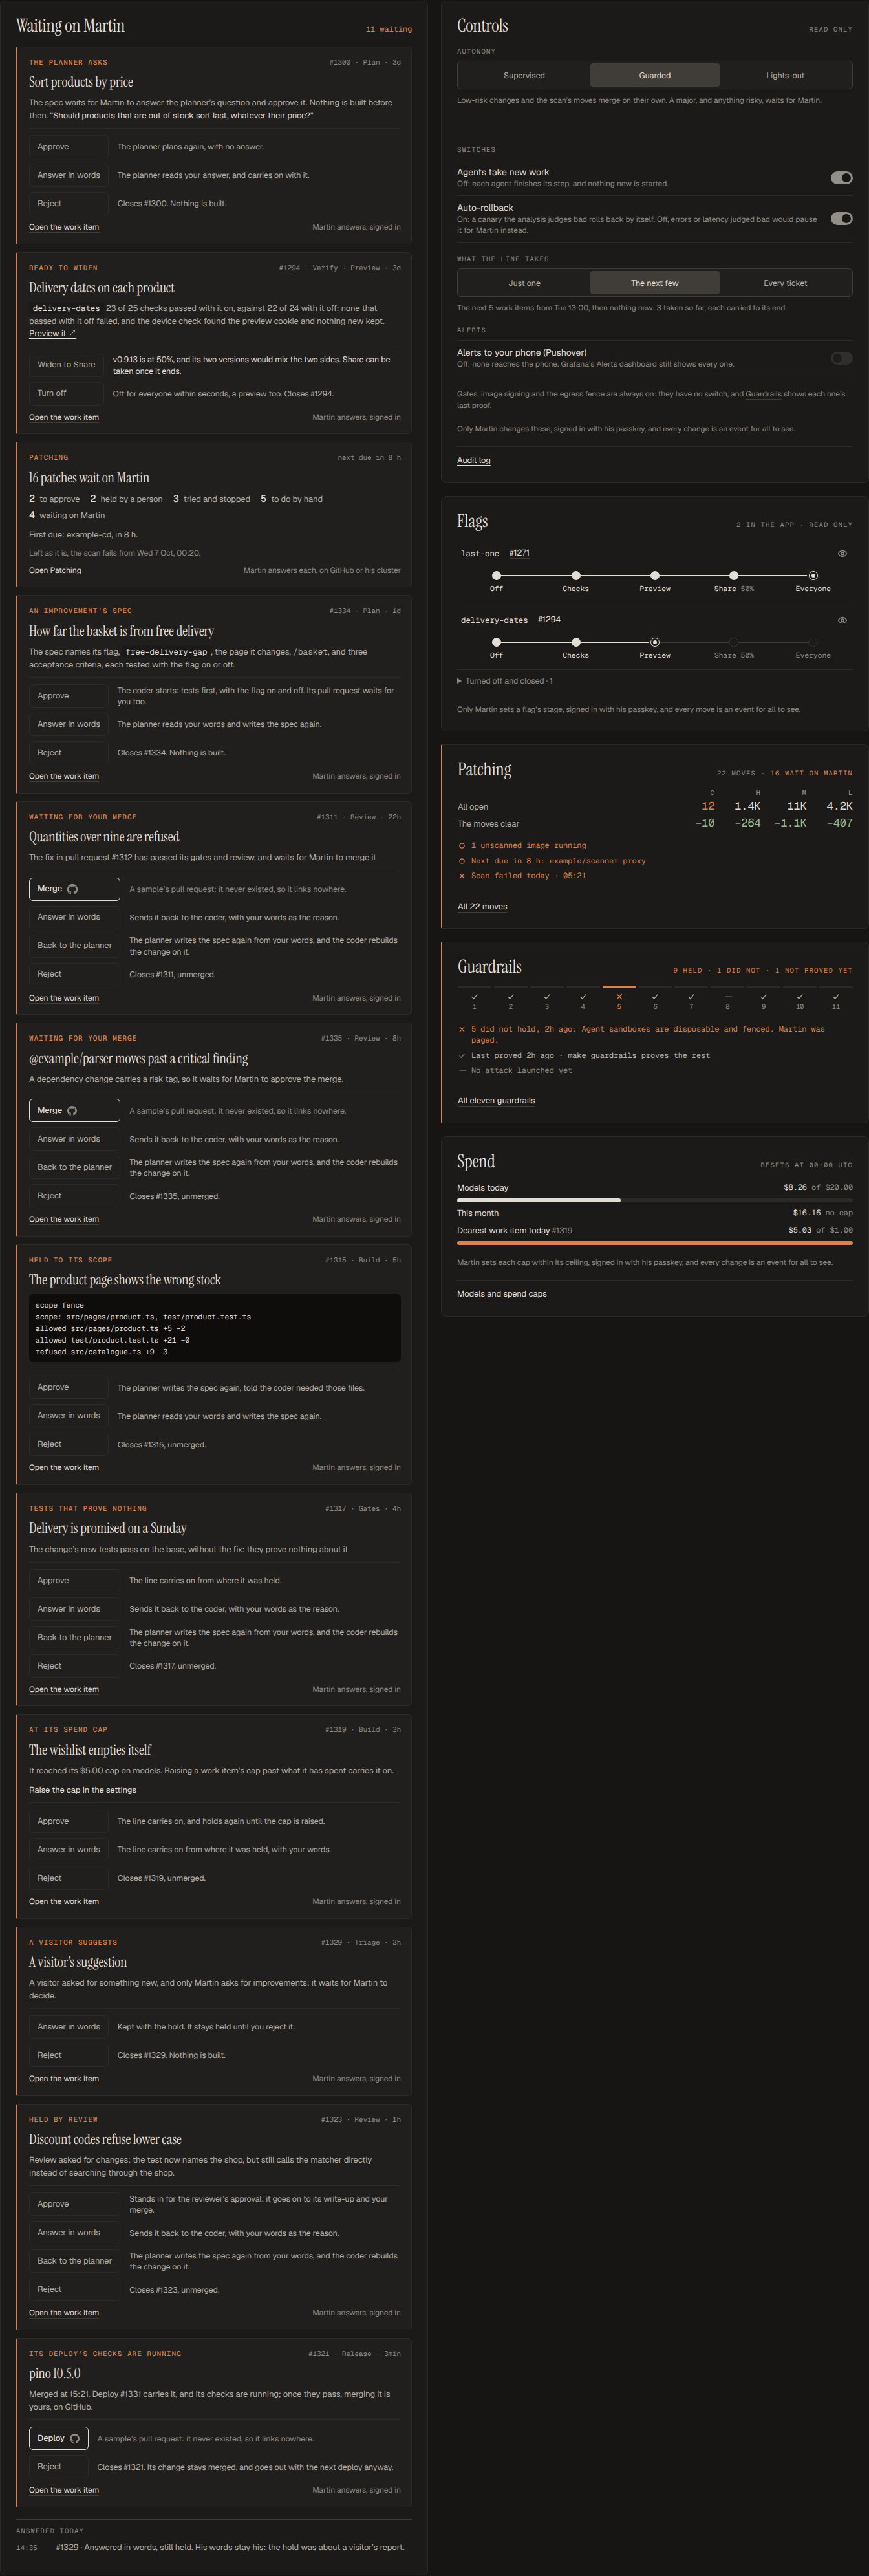 Waiting on Martin
11 waiting
THE PLANNER ASKS
#1300 · Plan · 3d
Sort products by price
The spec waits for Martin to answer the planner's question and approve it. Nothing is built before
then. “Should products that are out of stock sort last, whatever their price?”
Approve
The planner plans again, with no answer.
Answer in words
The planner reads your answer, and carries on with it.
Reject
Closes #1300. Nothing is built.
Open the work item
Martin answers, signed in
READY TO WIDEN
#1294 · Verify · Preview · 3d
Delivery dates on each product
delivery-dates 23 of 25 checks passed with it on, against 22 of 24 with it off: none that
passed with it off failed, and the device check found the preview cookie and nothing new kept.
Preview it ↗
Widen to Share
v0.9.13 is at 50%, and its two versions would mix the two sides. Share can be
taken once it ends.
Turn off
Off for everyone within seconds, a preview too. Closes #1294.
Open the work item
Martin answers, signed in
PATCHING
next due in 8 h
16 patches wait on Martin
2 to approve 2 held by a person 3 tried and stopped 5 to do by hand
4 waiting on Martin
First due: example-cd, in 8 h.
Left as it is, the scan fails from Wed 7 Oct, 00:20.
Open Patching
Martin answers each, on GitHub or his cluster
AN IMPROVEMENT'S SPEC
#1334 · Plan · 1d
How far the basket is from free delivery
The spec names its flag, free-delivery-gap , the page it changes, /basket, and three
acceptance criteria, each tested with the flag on or off.
Approve
The coder starts: tests first, with the flag on and off. Its pull request waits for
you too.
Answer in words
The planner reads your words and writes the spec again.
Reject
Closes #1334. Nothing is built.
Open the work item
Martin answers, signed in
WAITING FOR YOUR MERGE
#1311 · Review · 22h
Quantities over nine are refused
The fix in pull request #1312 has passed its gates and review, and waits for Martin to merge it
Merge
A sample's pull request: it never existed, so it links nowhere.
Answer in words
Sends it back to the coder, with your words as the reason.
Back to the planner
The planner writes the spec again from your words, and the coder rebuilds
the change on it.
Reject
Closes #1311, unmerged.
Open the work item
Martin answers, signed in
WAITING FOR YOUR MERGE
#1335 · Review · 8h
@example/parser moves past a critical finding
A dependency change carries a risk tag, so it waits for Martin to approve the merge.
Merge
A sample's pull request: it never existed, so it links nowhere.
Answer in words
Sends it back to the coder, with your words as the reason.
Back to the planner
The planner writes the spec again from your words, and the coder rebuilds
the change on it.
Reject
Closes #1335, unmerged.
Open the work item
Martin answers, signed in
HELD TO ITS SCOPE
#1315 · Build · 5h
The product page shows the wrong stock
scope fence
scope: src/pages/product.ts, test/product.test.ts
allowed src/pages/product.ts +5 −2
allowed test/product.test.ts +21 −0
refused src/catalogue.ts +9 −3
Approve
The planner writes the spec again, told the coder needed those files.
Answer in words
The planner reads your words and writes the spec again.
Reject
Closes #1315, unmerged.
Open the work item
Martin answers, signed in
TESTS THAT PROVE NOTHING
#1317 · Gates · 4h
Delivery is promised on a Sunday
The change's new tests pass on the base, without the fix: they prove nothing about it
Approve
The line carries on from where it was held.
Answer in words
Sends it back to the coder, with your words as the reason.
Back to the planner
The planner writes the spec again from your words, and the coder rebuilds
the change on it.
Reject
Closes #1317, unmerged.
Open the work item
Martin answers, signed in
AT ITS SPEND CAP
#1319 · Build · 3h
The wishlist empties itself
It reached its $5.00 cap on models. Raising a work item's cap past what it has spent carries it on.
Raise the cap in the settings
Approve
The line carries on, and holds again until the cap is raised.
Answer in words
The line carries on from where it was held, with your words.
Reject
Closes #1319, unmerged.
Open the work item
Martin answers, signed in
A VISITOR SUGGESTS
#1329 · Triage · 3h
A visitor's suggestion
A visitor asked for something new, and only Martin asks for improvements: it waits for Martin to
decide.
Answer in words
Kept with the hold. It stays held until you reject it.
Reject
Closes #1329. Nothing is built.
Open the work item
Martin answers, signed in
HELD BY REVIEW
#1323 · Review · 1h
Discount codes refuse lower case
Review asked for changes: the test now names the shop, but still calls the matcher directly
instead of searching through the shop.
Approve
Stands in for the reviewer's approval: it goes on to its write-up and your
merge.
Answer in words
Sends it back to the coder, with your words as the reason.
Back to the planner
The planner writes the spec again from your words, and the coder rebuilds
the change on it.
Reject
Closes #1323, unmerged.
Open the work item
Martin answers, signed in
ITS DEPLOY'S CHECKS ARE RUNNING
#1321 · Release · 3min
pino 10.5.0
Merged at 15:21. Deploy #1331 carries it, and its checks are running; once they pass, merging it is
yours, on GitHub.
Deploy
A sample's pull request: it never existed, so it links nowhere.
Reject
Closes #1321. Its change stays merged, and goes out with the next deploy anyway.
Open the work item
Martin answers, signed in
ANSWERED TODAY
14:35 #1329 · Answered in words, still held. His words stay his: the hold was about a visitor's report.
Controls
READ ONLY
AUTONOMY
Supervised
Guarded
Lights-out
Low-risk changes and the scan's moves merge on their own. A major, and anything risky, waits for Martin.
SWITCHES
Agents take new work
Off: each agent finishes its step, and nothing new is started.
Auto-rollback
On: a canary the analysis judges bad rolls back by itself. Off, errors or latency judged bad would pause
it for Martin instead.
WHAT THE LINE TAKES
Just one
The next few
Every ticket
The next 5 work items from Tue 13:00, then nothing new: 3 taken so far, each carried to its end.
ALERTS
Alerts to your phone (Pushover)
Off: none reaches the phone. Grafana's Alerts dashboard still shows every one.
Gates, image signing and the egress fence are always on: they have no switch, and Guardrails shows each one's
last proof.
Only Martin changes these, signed in with his passkey, and every change is an event for all to see.
Audit log
Flags
2 IN THE APP · READ ONLY
last-one #1271
Off Checks Preview Share 50% Everyone
delivery-dates #1294
Off Checks Preview Share 50% Everyone
▶ Turned off and closed · 1
Only Martin sets a flag's stage, signed in with his passkey, and every move is an event for all to see.
Patching
22 MOVES · 16 WAIT ON MARTIN
C H M L
All open 12 1.4K 11K 4.2K
The moves clear −10 −264 −1.1K −407
1 unscanned image running
Next due in 8 h: example/scanner-proxy
Scan failed today · 05:21
All 22 moves
Guardrails
9 HELD · 1 DID NOT · 1 NOT PROVED YET
1 2 3 4 5 6 7 8 9 10 11
5 did not hold, 2h ago: Agent sandboxes are disposable and fenced. Martin was
paged.
Last proved 2h ago · make guardrails proves the rest
No attack launched yet
All eleven guardrails
Spend
RESETS AT 00:00 UTC
Models today $8.26 of $20.00
This month $16.16 no cap
Dearest work item today #1319 $5.03 of $1.00
Martin sets each cap within its ceiling, signed in with his passkey, and every change is an event for all to see.
Models and spend caps